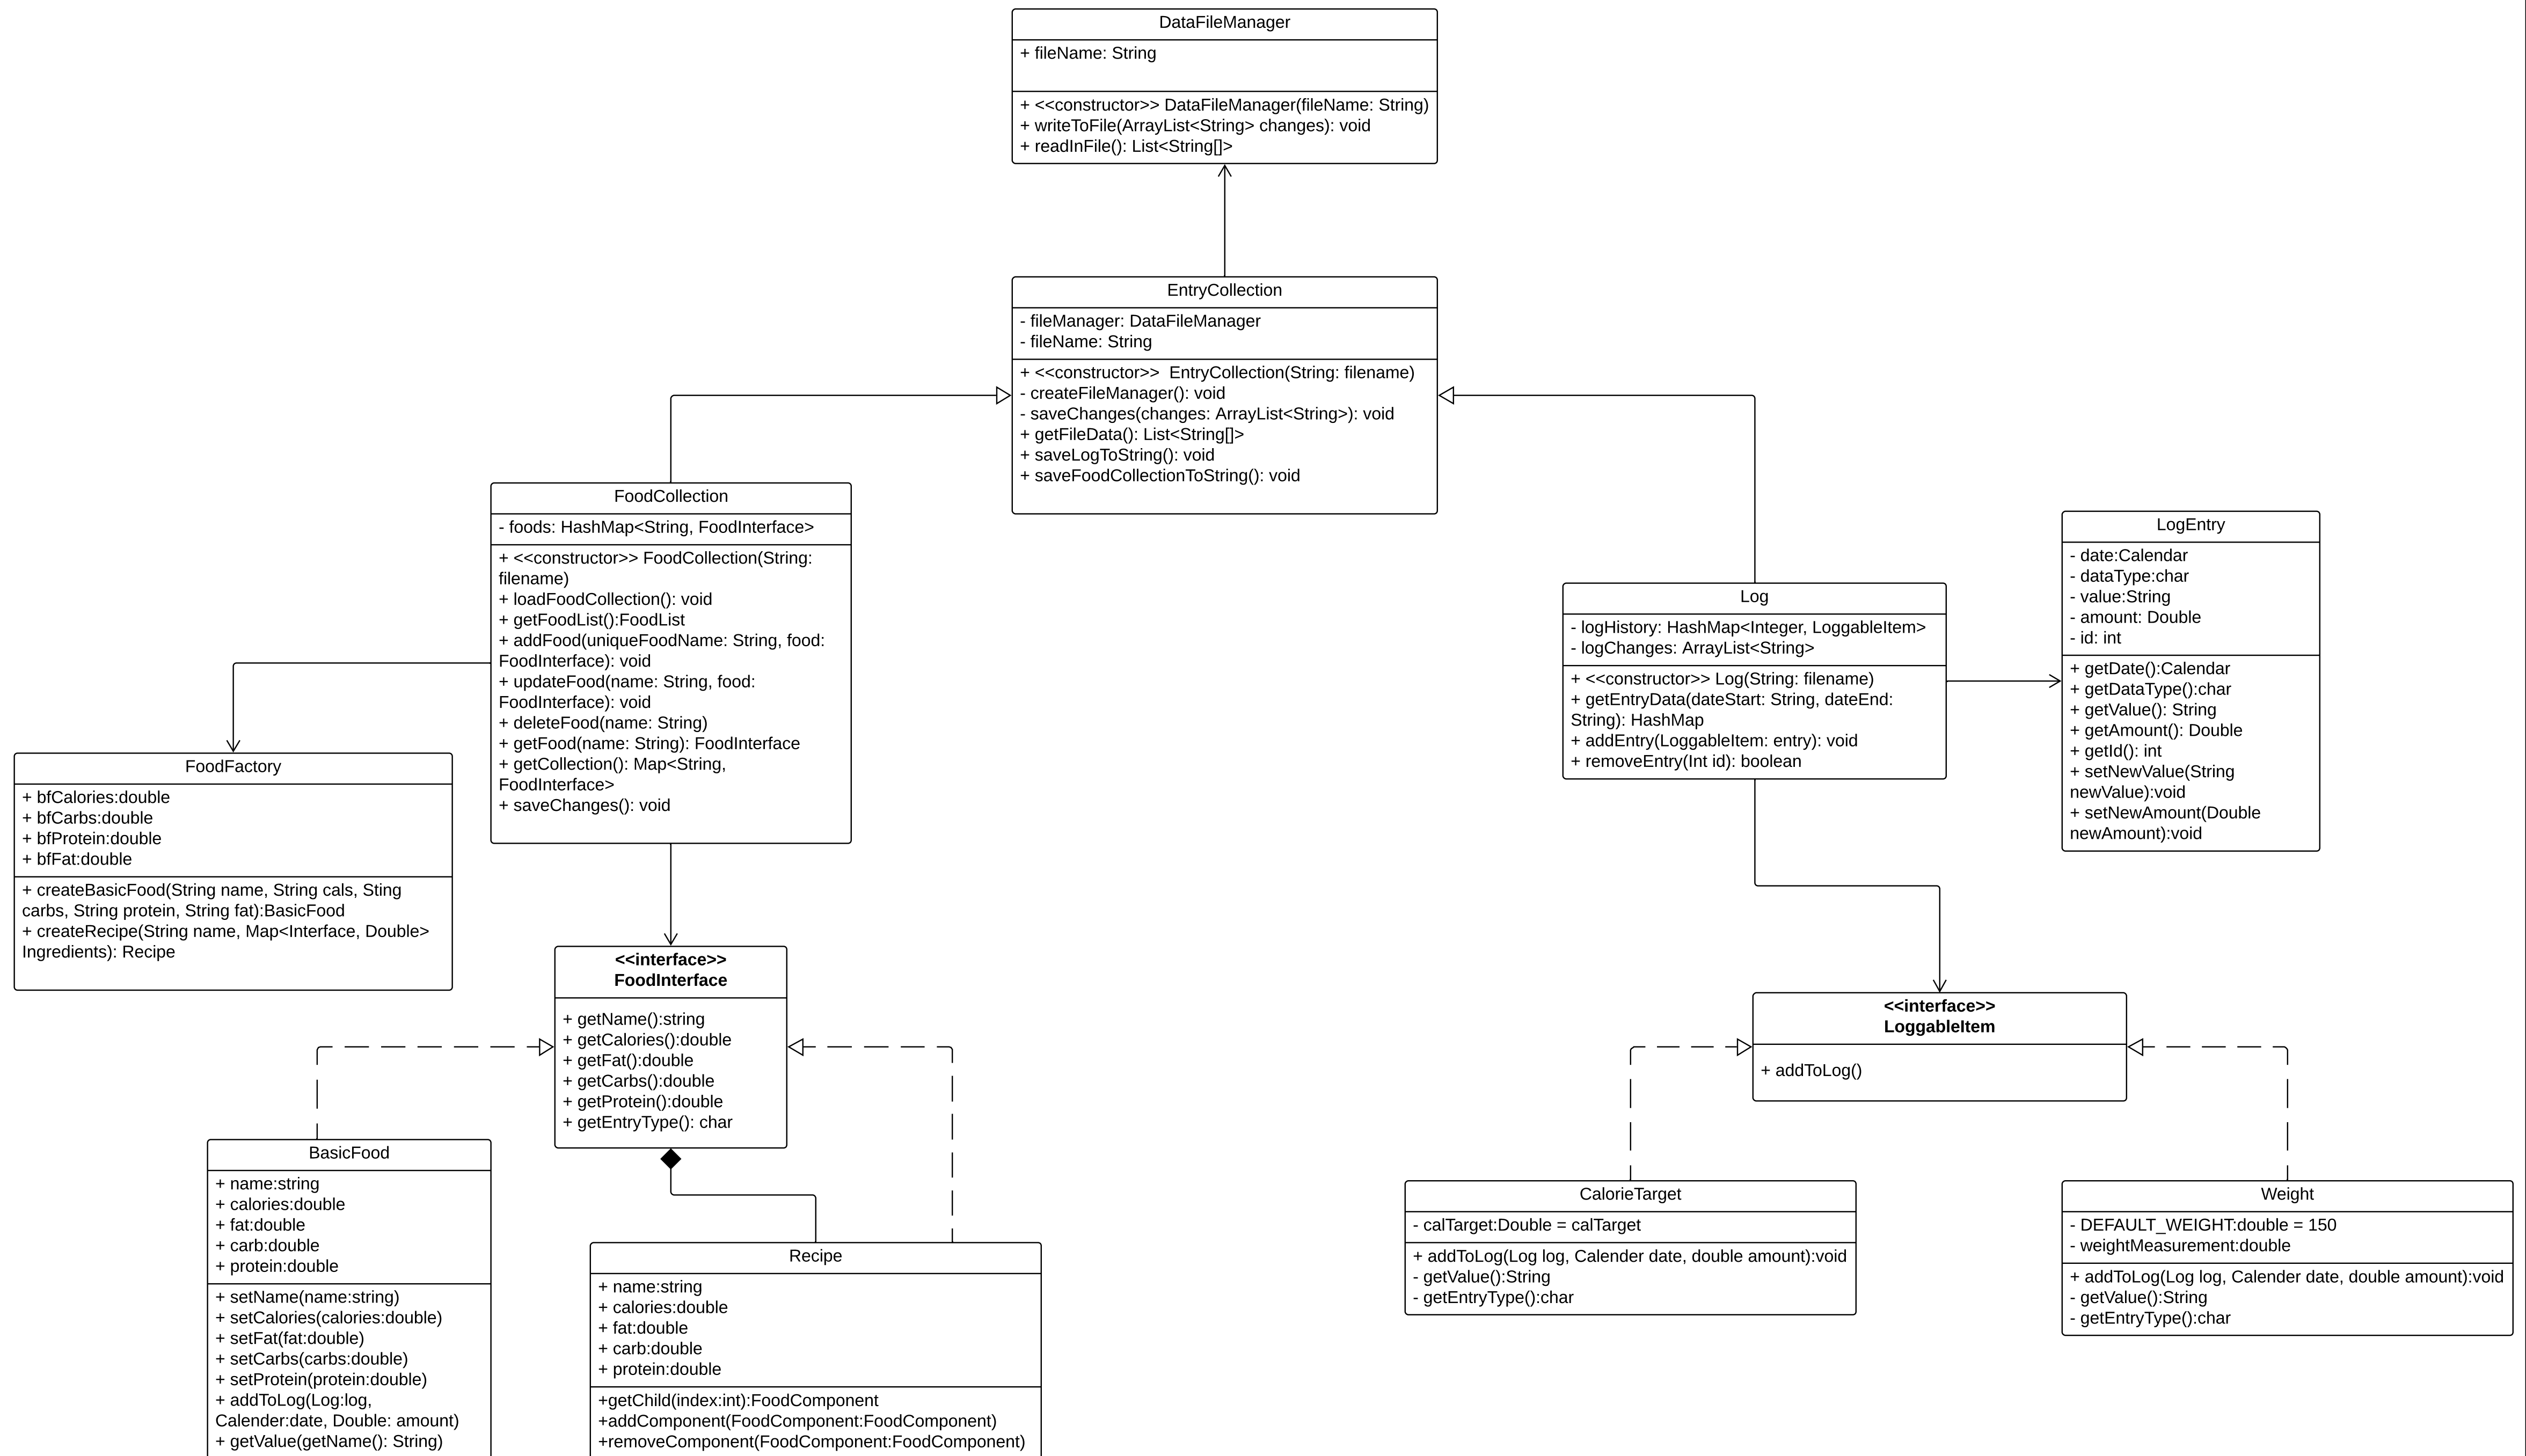 DataFileManager
+ fileName: String
+ <<constructor>> DataFileManager(fileName: String)
+ writeToFile(ArrayList<String> changes): void
+ readInFile(): List<String[]>
EntryCollection
- fileManager: DataFileManager
- fileName: String
+ <<constructor>>  EntryCollection(String: filename)
- createFileManager(): void
- saveChanges(changes: ArrayList<String>): void
+ getFileData(): List<String[]>
+ saveLogToString(): void
+ saveFoodCollectionToString(): void
FoodCollection
- foods: HashMap<String, FoodInterface>
+ <<constructor>> FoodCollection(String:
filename)
+ loadFoodCollection(): void
+ getFoodList():FoodList
+ addFood(uniqueFoodName: String, food:
FoodInterface): void
+ updateFood(name: String, food:
FoodInterface): void
+ deleteFood(name: String)
+ getFood(name: String): FoodInterface
+ getCollection(): Map<String,
FoodInterface>
+ saveChanges(): void
LogEntry
- date:Calendar
- dataType:char
- value:String
- amount: Double
- id: int
+ getDate():Calendar
+ getDataType():char
+ getValue(): String
+ getAmount(): Double
+ getId(): int
+ setNewValue(String
newValue):void
+ setNewAmount(Double
newAmount):void
Log
- logHistory: HashMap<Integer, LoggableItem>
- logChanges: ArrayList<String>
+ <<constructor>> Log(String: filename)
+ getEntryData(dateStart: String, dateEnd:
String): HashMap
+ addEntry(LoggableItem: entry): void
+ removeEntry(Int id): boolean
FoodFactory
+ bfCalories:double
+ bfCarbs:double
+ bfProtein:double
+ bfFat:double
+ createBasicFood(String name, String cals, Sting
carbs, String protein, String fat):BasicFood
+ createRecipe(String name, Map<Interface, Double>
Ingredients): Recipe
<<interface>>
FoodInterface
+ getName():string
+ getCalories():double
+ getFat():double
+ getCarbs():double
+ getProtein():double
+ getEntryType(): char
<<interface>>
LoggableItem
+ addToLog()
BasicFood
+ name:string
+ calories:double
+ fat:double
+ carb:double
+ protein:double
+ setName(name:string)
+ setCalories(calories:double)
+ setFat(fat:double)
+ setCarbs(carbs:double)
+ setProtein(protein:double)
+ addToLog(Log:log,
Calender:date, Double: amount)
+ getValue(getName(): String)
Recipe
+ name:string
+ calories:double
+ fat:double
+ carb:double
+ protein:double
+getChild(index:int):FoodComponent
+addComponent(FoodComponent:FoodComponent)
+removeComponent(FoodComponent:FoodComponent)
CalorieTarget
- calTarget:Double = calTarget
+ addToLog(Log log, Calender date, double amount):void
- getValue():String
- getEntryType():char
Weight
- DEFAULT_WEIGHT:double = 150
- weightMeasurement:double
+ addToLog(Log log, Calender date, double amount):void
- getValue():String
- getEntryType():char